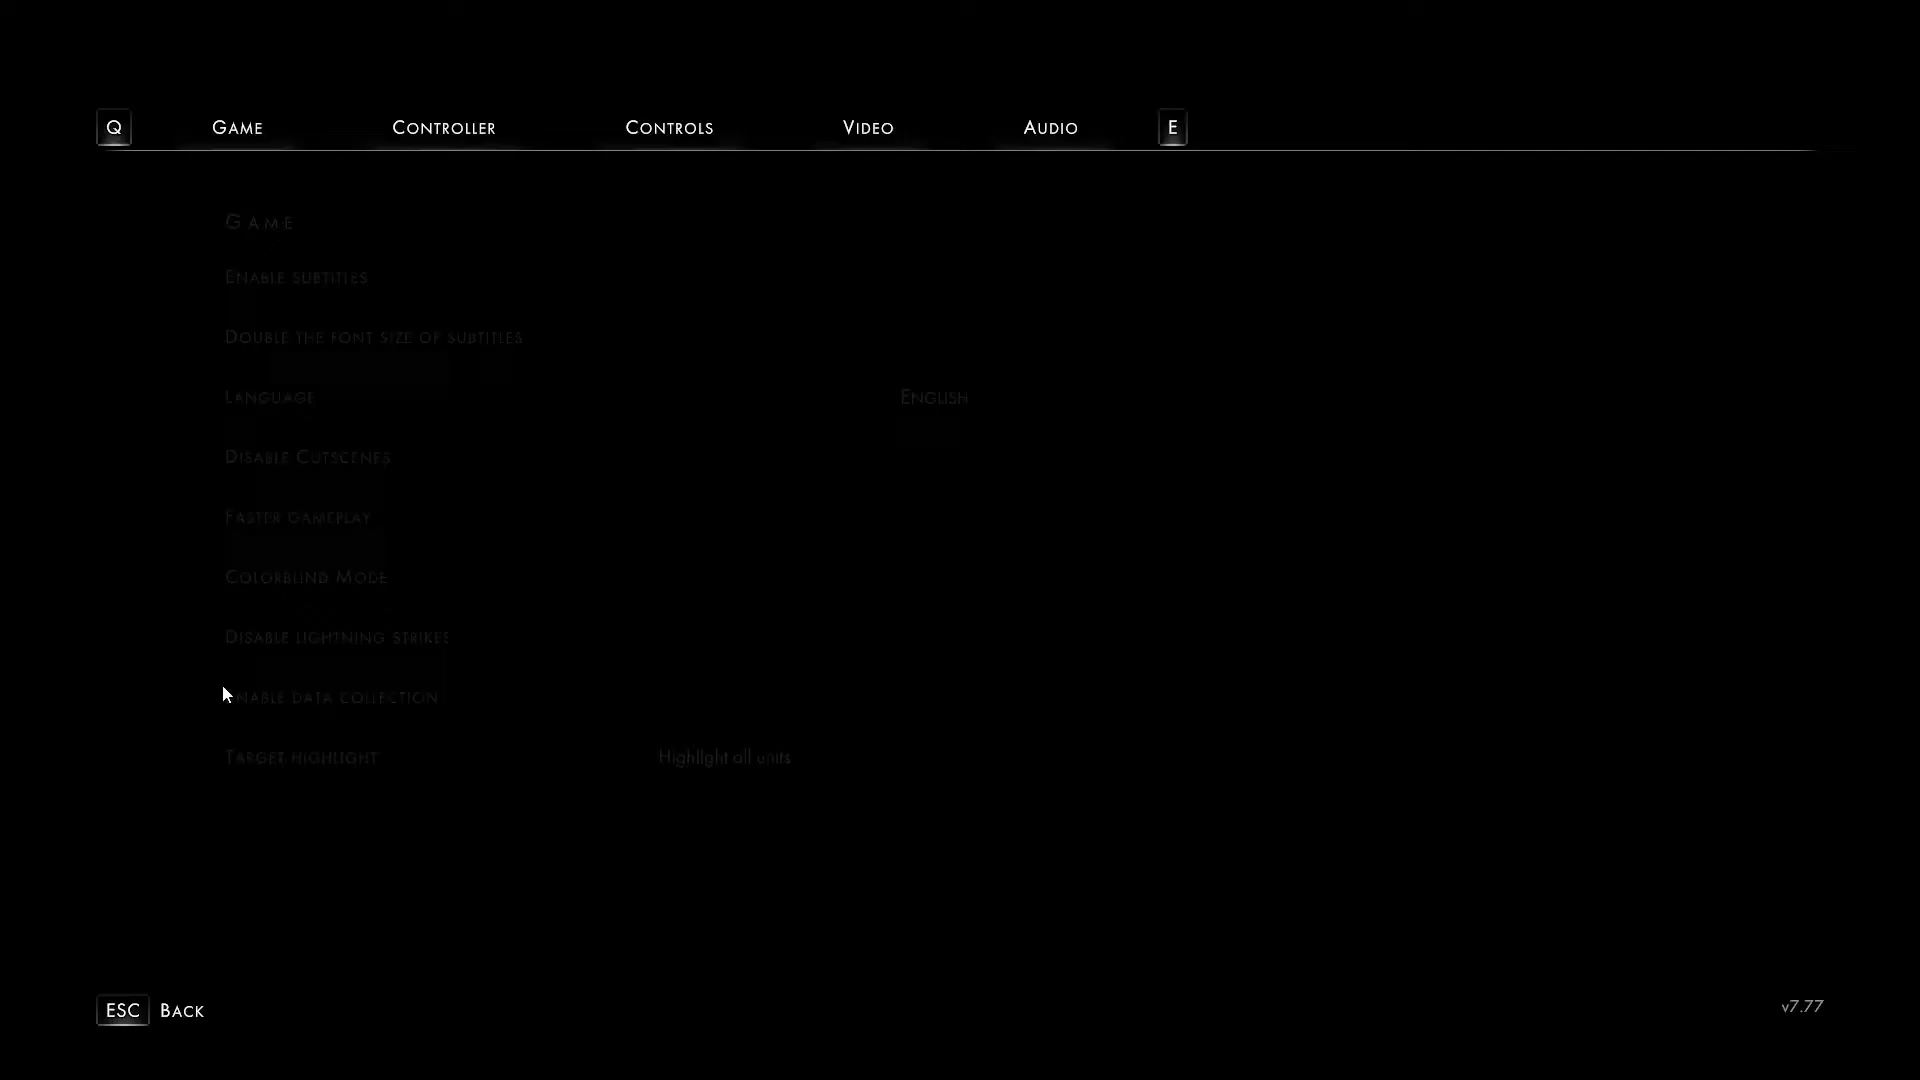 Q GAME CONTROLLER CONTROLS VIDEO AUDIO E
GAME
ENABLE SUBTITLES
DOUBLE THE FONT SIZE OF SUBTITLES
LANGUAGE ENGLISH
DISABLE CUTSCENES
FASTER GAMEPLAY
COLORBLIND MODE
DISABLE LIGHTNING STRIKES
ENABLE DATA COLLECTION
TARGET HIGHLIGHT Highlight all units
ESC BACK
v7.77